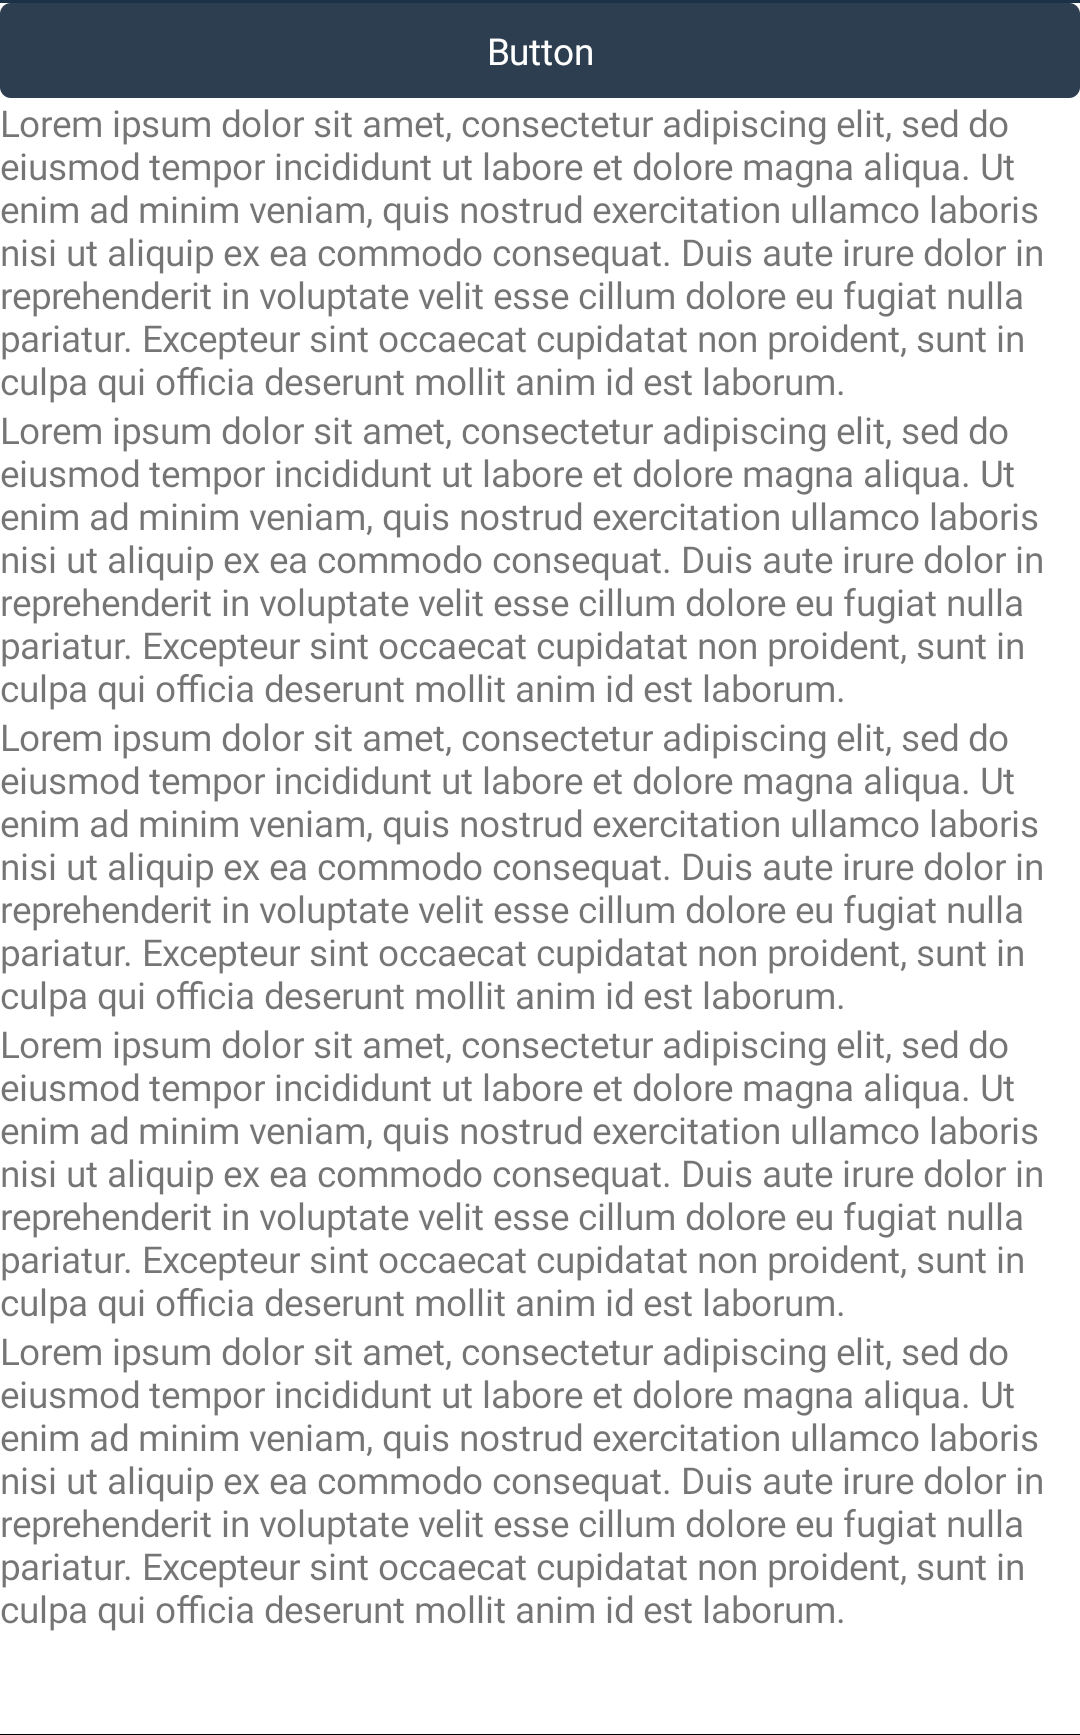 Button
Lorem ipsum dolor sit amet, consectetur adipiscing elit, sed do
eiusmod tempor incididunt ut labore et dolore magna aliqua. Ut
enim ad minim veniam, quis nostrud exercitation ullamco laboris
nisi ut aliquip ex ea commodo consequat. Duis aute irure dolor in
reprehenderit in voluptate velit esse cillum dolore eu fugiat nulla
pariatur. Excepteur sint occaecat cupidatat non proident, sunt in
culpa qui officia deserunt mollit anim id est laborum.
Lorem ipsum dolor sit amet, consectetur adipiscing elit, sed do
eiusmod tempor incididunt ut labore et dolore magna aliqua. Ut
enim ad minim veniam, quis nostrud exercitation ullamco laboris
nisi ut aliquip ex ea commodo consequat. Duis aute irure dolor in
reprehenderit in voluptate velit esse cillum dolore eu fugiat nulla
pariatur. Excepteur sint occaecat cupidatat non proident, sunt in
culpa qui officia deserunt mollit anim id est laborum.
Lorem ipsum dolor sit amet, consectetur adipiscing elit, sed do
eiusmod tempor incididunt ut labore et dolore magna aliqua. Ut
enim ad minim veniam, quis nostrud exercitation ullamco laboris
nisi ut aliquip ex ea commodo consequat. Duis aute irure dolor in
reprehenderit in voluptate velit esse cillum dolore eu fugiat nulla
pariatur. Excepteur sint occaecat cupidatat non proident, sunt in
culpa qui officia deserunt mollit anim id est laborum.
Lorem ipsum dolor sit amet, consectetur adipiscing elit, sed do
eiusmod tempor incididunt ut labore et dolore magna aliqua. Ut
enim ad minim veniam, quis nostrud exercitation ullamco laboris
nisi ut aliquip ex ea commodo consequat. Duis aute irure dolor in
reprehenderit in voluptate velit esse cillum dolore eu fugiat nulla
pariatur. Excepteur sint occaecat cupidatat non proident, sunt in
culpa qui officia deserunt mollit anim id est laborum.
Lorem ipsum dolor sit amet, consectetur adipiscing elit, sed do
eiusmod tempor incididunt ut labore et dolore magna aliqua. Ut
enim ad minim veniam, quis nostrud exercitation ullamco laboris
nisi ut aliquip ex ea commodo consequat. Duis aute irure dolor in
reprehenderit in voluptate velit esse cillum dolore eu fugiat nulla
pariatur. Excepteur sint occaecat cupidatat non proident, sunt in
culpa qui officia deserunt mollit anim id est laborum.